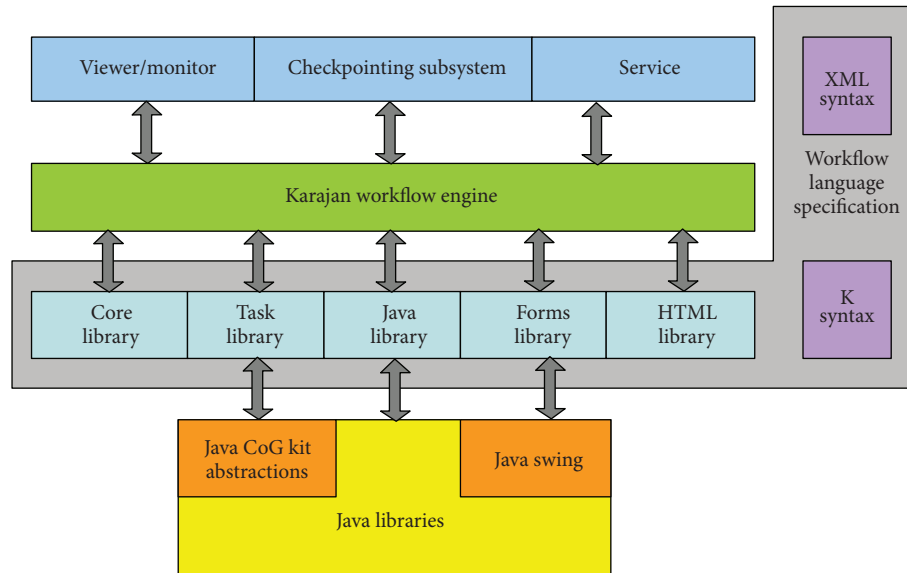 Viewer/monitor
Checkpointing subsystem
Service
XML
syntax
Workflow
language
specification
Karajan workflow engine
Core
library
Task
library
Java
library
Forms
library
HTML
library
K
syntax
Java CoG kit
abstractions
Java swing
Java libraries